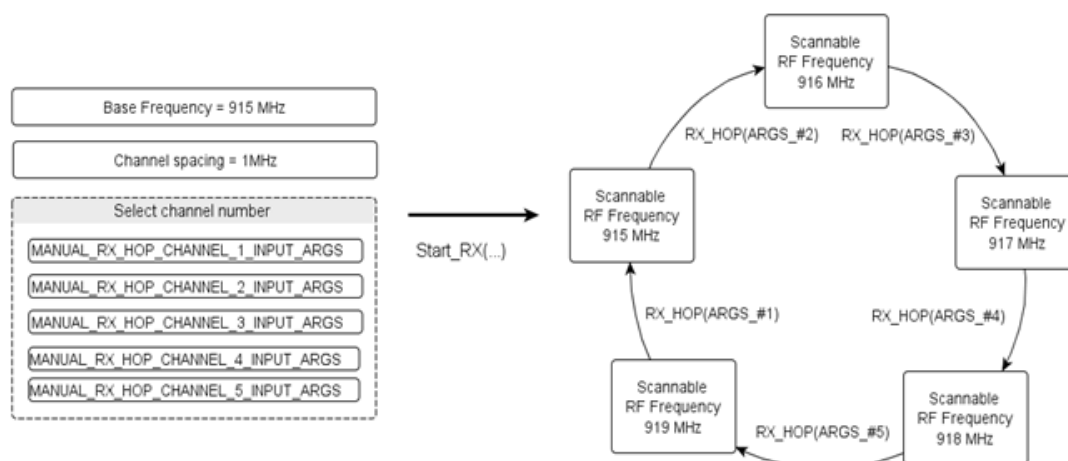 Base Frequency = 915 MHz
Channel spacing = 1MHz
Select channel number
MANUAL_RX_HOP_CHANNEL_1_INPUT_ARGS
MANUAL_RX_HOP_CHANNEL_2_INPUT_ARGS
MANUAL_RX_HOP_CHANNEL_3_INPUT_ARGS
MANUAL_RX_HOP_CHANNEL_4_INPUT_ARGS
MANUAL_RX_HOP_CHANNEL_5_INPUT_ARGS
Start_RX(...)
Scannable
RF Frequency
915 MHz
RX_HOP(ARGS_#2)
Scannable
RF Frequency
916 MHz
RX_HOP(ARGS_#3)
Scannable
RF Frequency
917 MHz
RX_HOP(ARGS_#4)
Scannable
RF Frequency
918 MHz
RX_HOP(ARGS_#5)
Scannable
RF Frequency
919 MHz
RX_HOP(ARGS_#1)